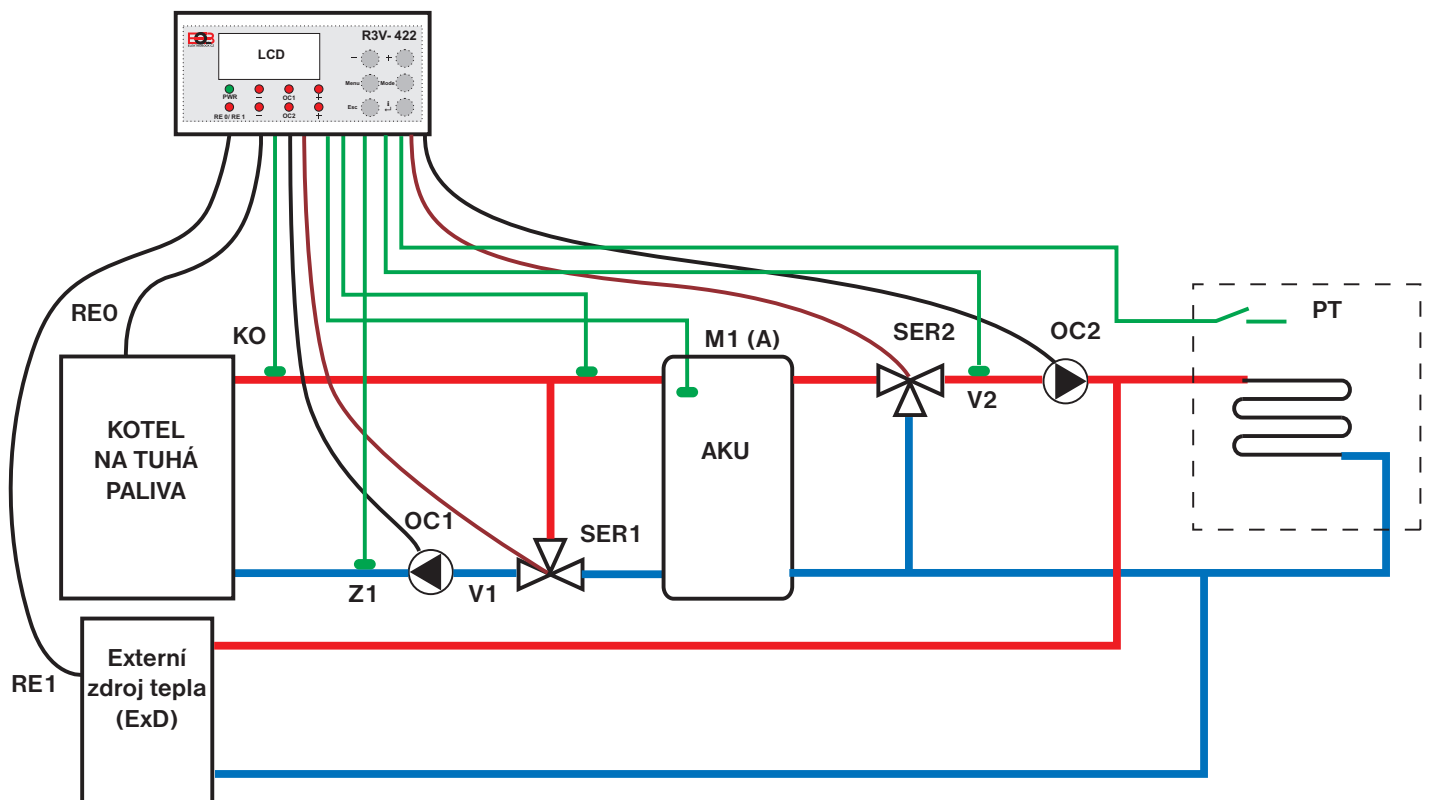 R3V- 422
EOB
LCD
− +
Menu Mode
Esc
PWR − OC1 +
RE 0/ RE 1 − OC2 +
RE0
KO
M1 (A)
SER2
OC2
PT
V2
KOTEL
NA TUHÁ
PALIVA
AKU
OC1
SER1
Z1
V1
Externí
zdroj tepla
(ExD)
RE1